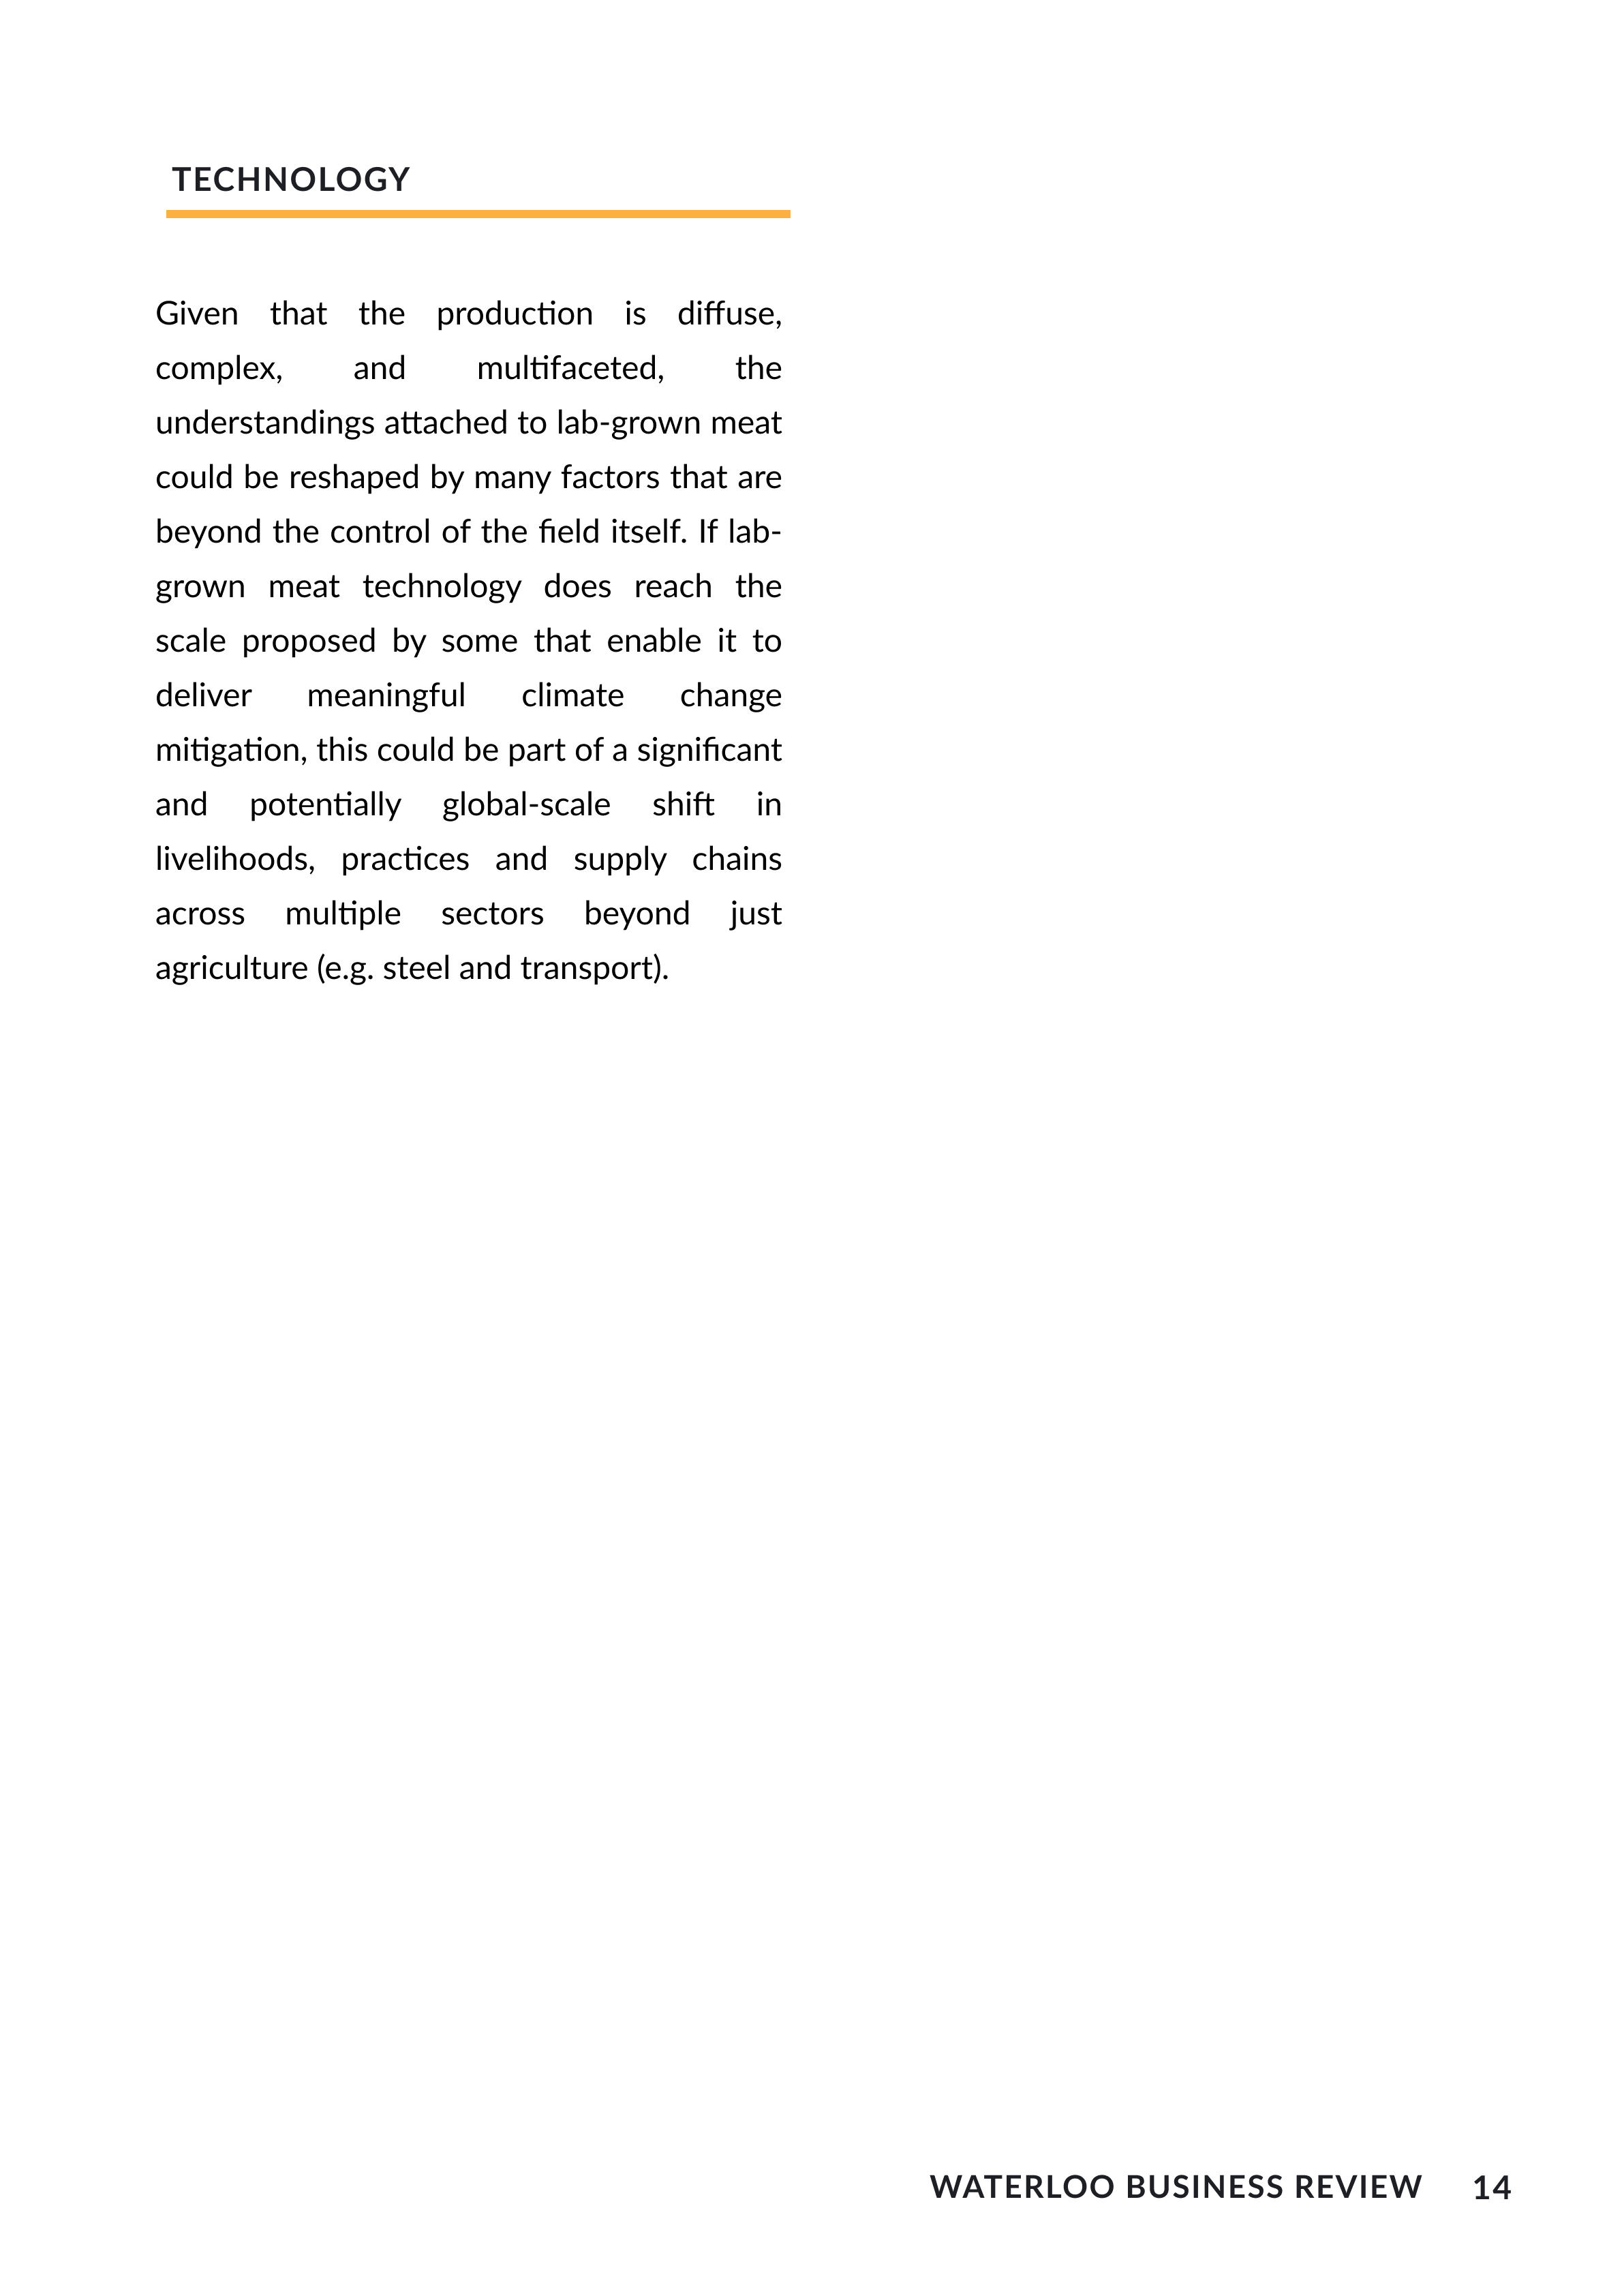 TECHNOLOGY
Given that the production is diffuse,
complex, and multifaceted, the
understandings attached to lab-grown meat
could be reshaped by many factors that are
beyond the control of the field itself. If lab-
grown meat technology does reach the
scale proposed by some that enable it to
deliver meaningful climate change
mitigation, this could be part of a significant
and potentially global-scale shift in
livelihoods, practices and supply chains
across multiple sectors beyond just
agriculture (e.g. steel and transport).
WATERLOO BUSINESS REVIEW 14